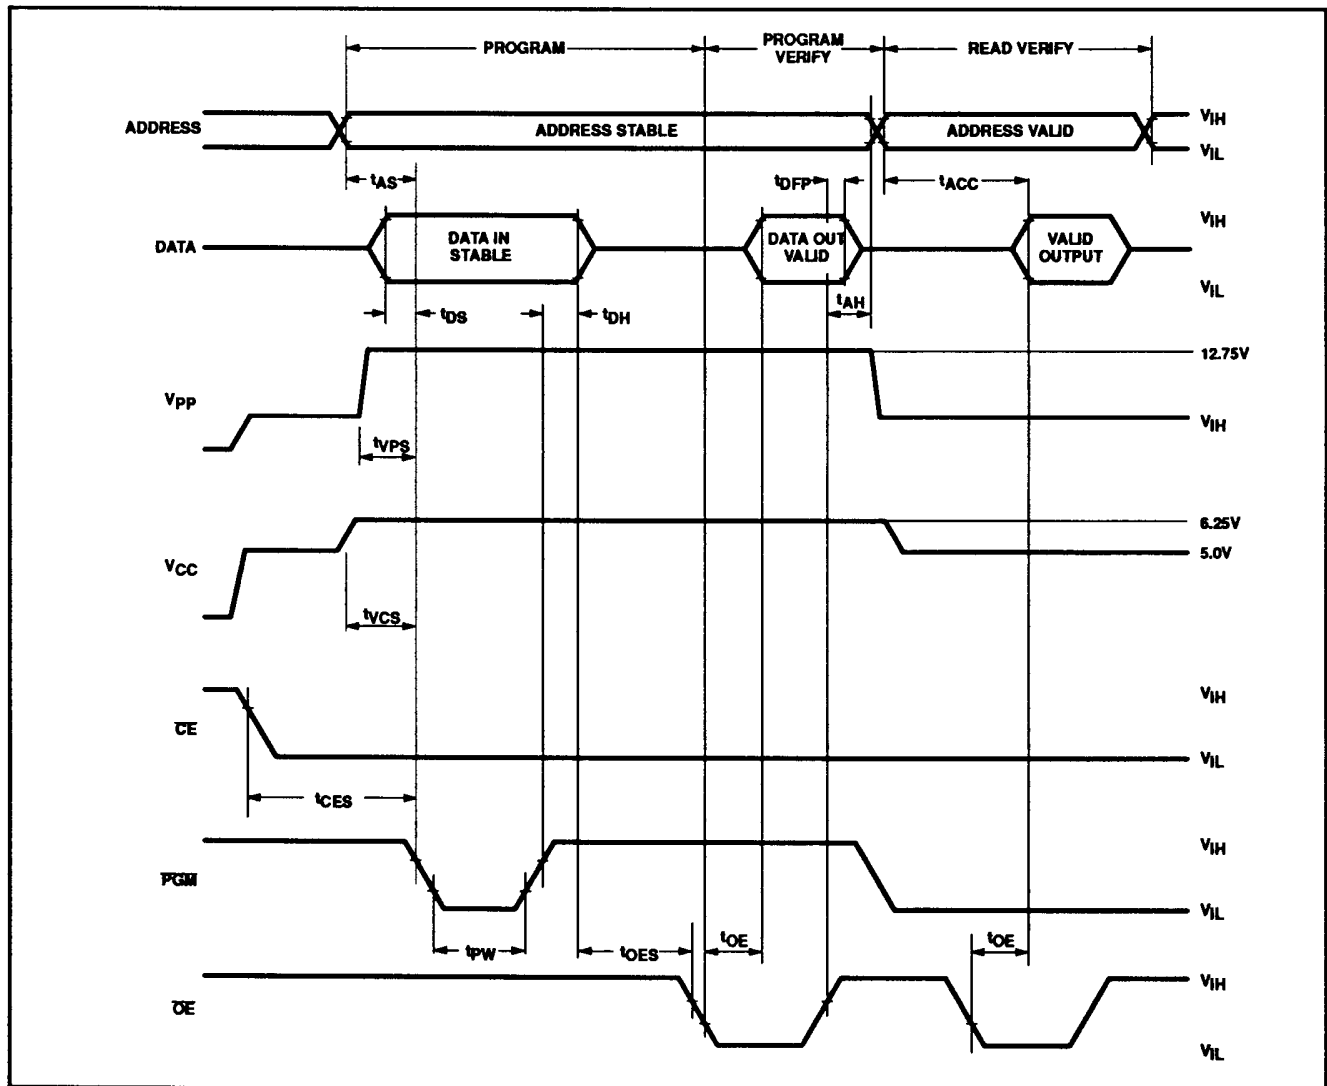 PROGRAM
PROGRAM
VERIFY
READ VERIFY
ADDRESS
ADDRESS STABLE
ADDRESS VALID
VIH
VIL
tAS
tDFP
tACC
DATA
DATA IN
STABLE
DATA OUT
VALID
VALID
OUTPUT
VIH
VIL
tDS
tDH
tAH
12.75V
VPP
VIH
tVPS
6.25V
5.0V
VCC
tVCS
VIH
CE
VIL
tCES
VIH
PGM
VIL
tPW
tOES
tOE
tOE
VIH
OE
VIL